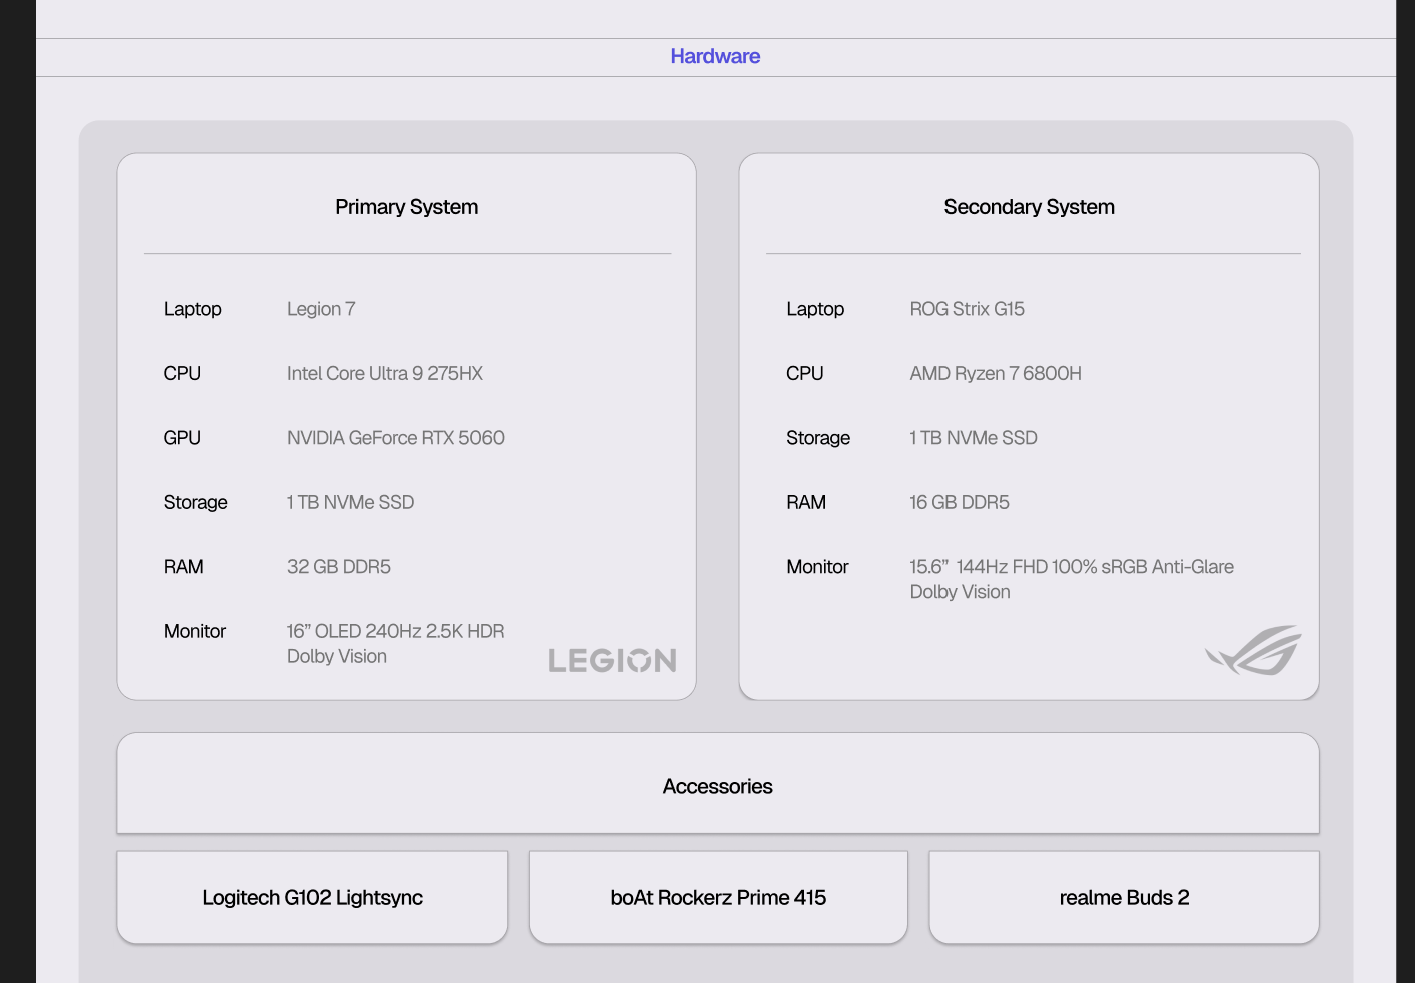 Hardware
Primary System
Laptop Legion 7
CPU Intel Core Ultra 9 275HX
GPU NVIDIA GeForce RTX 5060
Storage 1 TB NVMe SSD
RAM 32 GB DDR5
Monitor 16” OLED 240Hz 2.5K HDR
Dolby Vision
LEGION
Secondary System
Laptop ROG Strix G15
CPU AMD Ryzen 7 6800H
Storage 1 TB NVMe SSD
RAM 16 GB DDR5
Monitor 15.6” 144Hz FHD 100% sRGB Anti-Glare
Dolby Vision
Accessories
Logitech G102 Lightsync
boAt Rockerz Prime 415
realme Buds 2